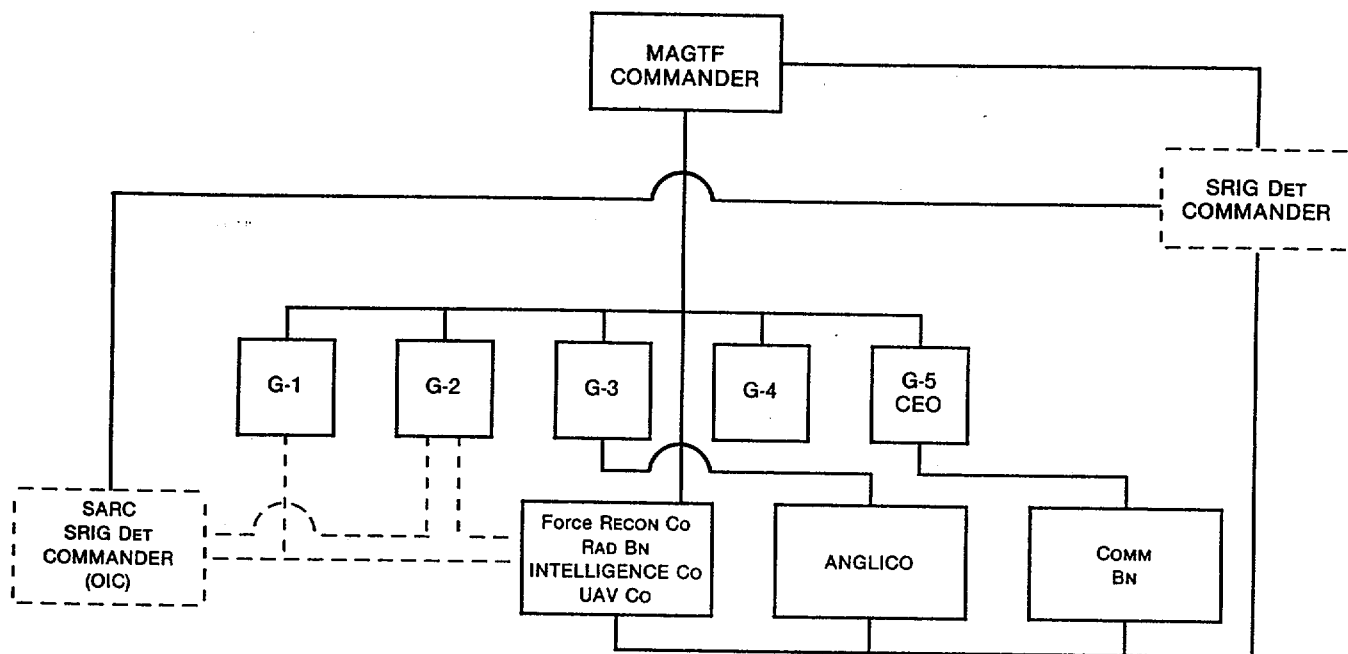 MAGTF
COMMANDER
SRIG DET
COMMANDER
G-1
G-2
G-3
G-4
G-5
CEO
SARC
SRIG DET
COMMANDER
(OIC)
Force RECON CO
RAD BN
INTELLIGENCE CO
UAV CO
ANGLICO
COMM
BN